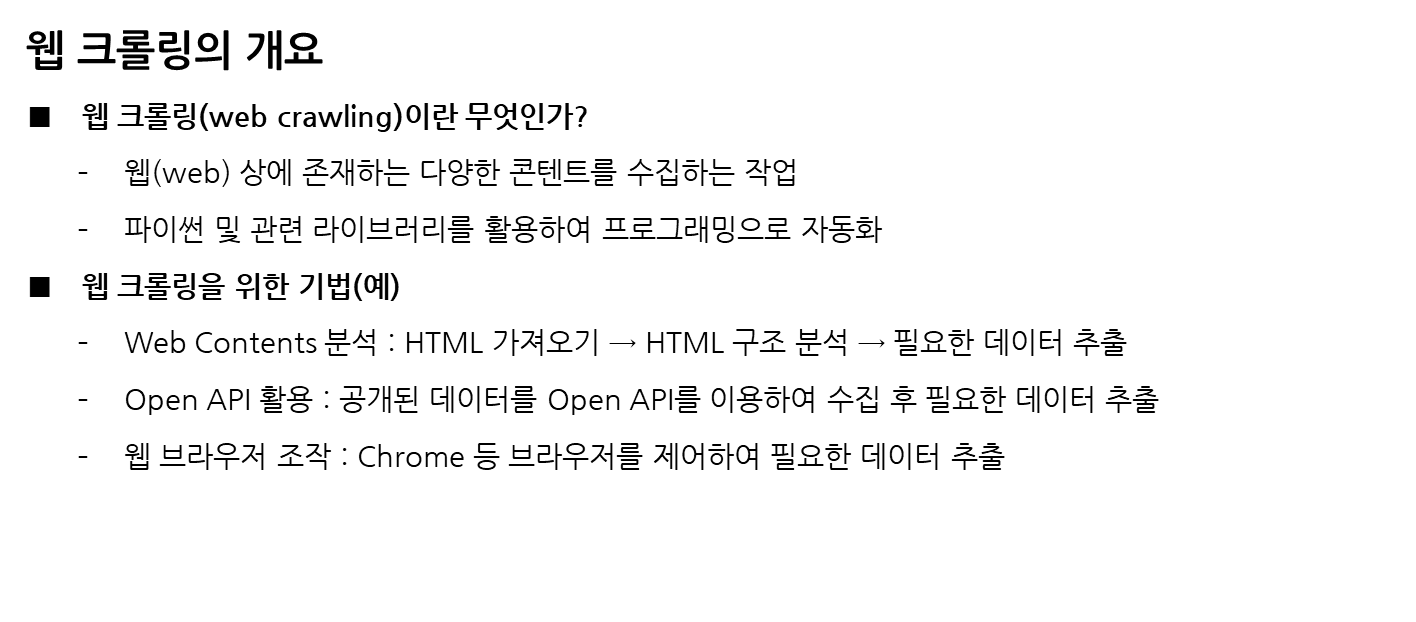 웹 크롤링의 개요
■ 웹 크롤링(web crawling)이란 무엇인가?
- 웹(web) 상에 존재하는 다양한 콘텐트를 수집하는 작업
- 파이썬 및 관련 라이브러리를 활용하여 프로그래밍으로 자동화
■ 웹 크롤링을 위한 기법(예)
- Web Contents 분석 : HTML 가져오기 → HTML 구조 분석 → 필요한 데이터 추출
- Open API 활용 : 공개된 데이터를 Open API를 이용하여 수집 후 필요한 데이터 추출
- 웹 브라우저 조작 : Chrome 등 브라우저를 제어하여 필요한 데이터 추출